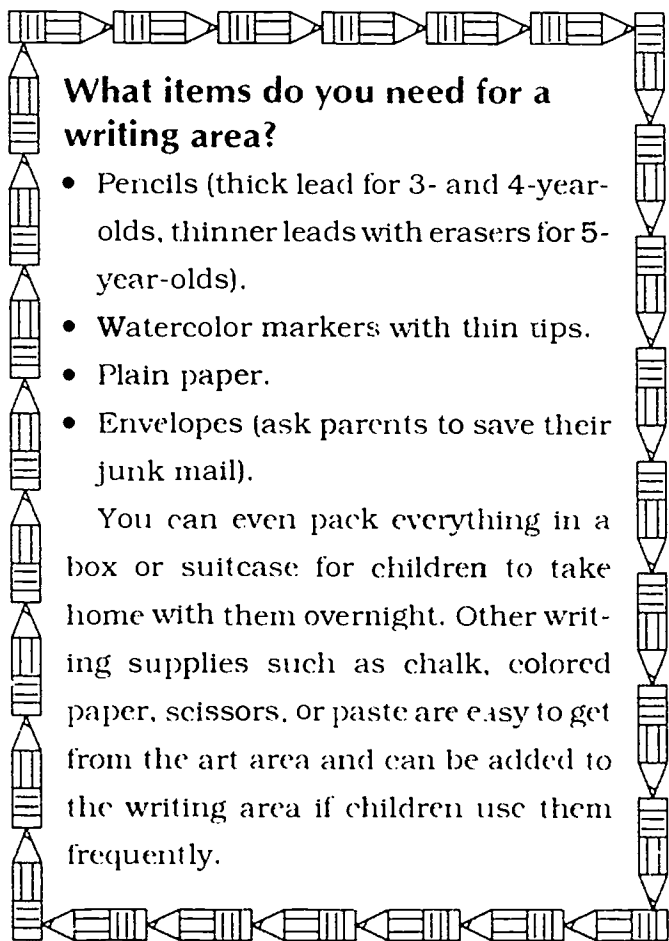 What items do you need for a
writing area?
• Pencils (thick lead for 3- and 4-year-
olds, thinner leads with erasers for 5-
year-olds).
• Watercolor markers with thin tips.
• Plain paper.
• Envelopes (ask parents to save their
junk mail).
You can even pack everything in a
box or suitcase for children to take
home with them overnight. Other writ-
ing supplies such as chalk, colored
paper, scissors, or paste are easy to get
from the art area and can be added to
the writing area if children use them
frequently.